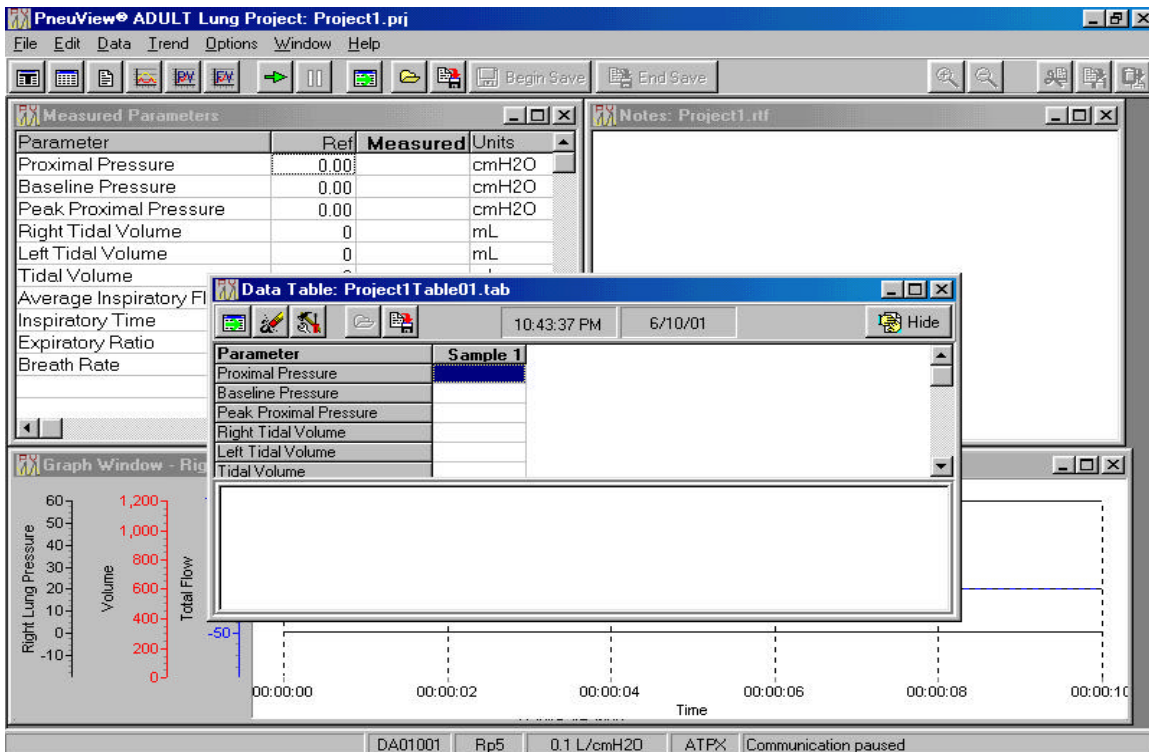 PneuView® ADULT Lung Project: Project1.prj
File Edit Data Trend Options Window Help
PV FV Begin Save End Save
Measured Parameters
Parameter Ref Measured Units
Proximal Pressure 0.00 cmH2O
Baseline Pressure 0.00 cmH2O
Peak Proximal Pressure 0.00 cmH2O
Right Tidal Volume 0 mL
Left Tidal Volume 0 mL
Tidal Volume
Average Inspiratory Fl
Inspiratory Time
Expiratory Ratio
Breath Rate
Notes: Project1.rtf
Data Table: Project1Table01.tab
10:43:37 PM 6/10/01 Hide
Parameter Sample 1
Proximal Pressure
Baseline Pressure
Peak Proximal Pressure
Right Tidal Volume
Left Tidal Volume
Tidal Volume
Graph Window - Rig
Right Lung Pressure
60
50
40
30
20
10
0
-10
Volume
1,200
1,000
800
600
400
200
0
Total Flow
-50
00:00:00 00:00:02 00:00:04 00:00:06 00:00:08 00:00:10
Time
DA01001 Rp5 0.1 L/cmH20 ATPX Communication paused